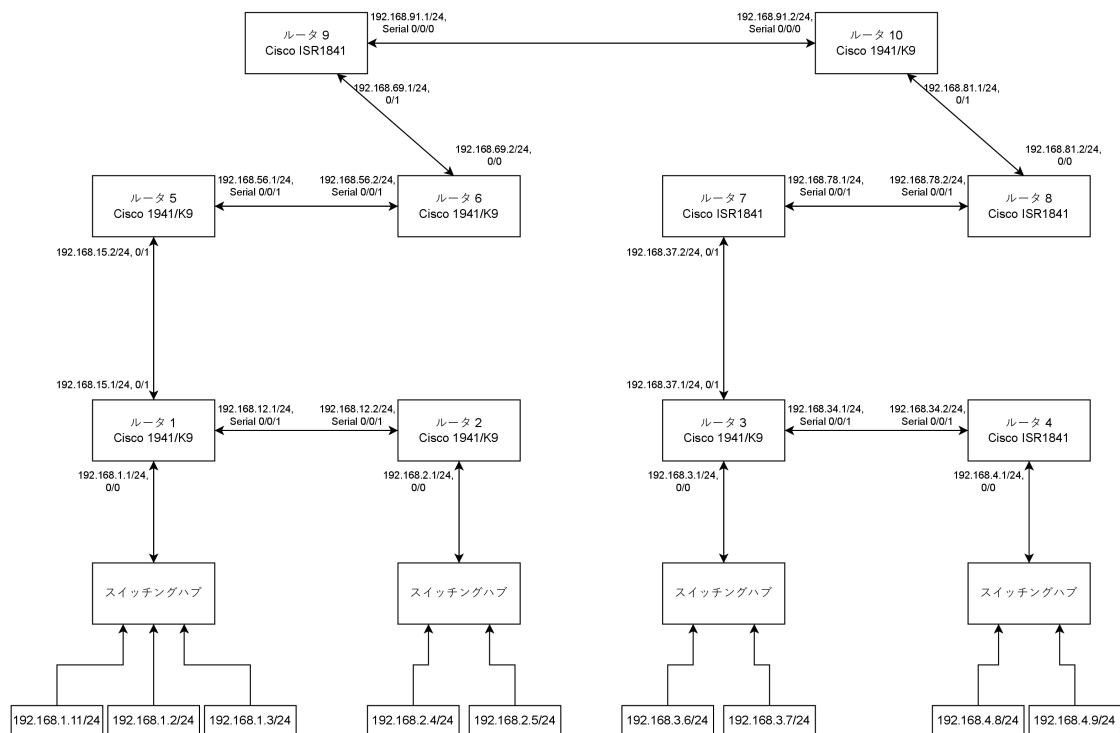 192.168.91.1/24,
Serial 0/0/0
192.168.91.2/24,
Serial 0/0/0
ルータ 9
Cisco ISR1841
ルータ 10
Cisco 1941/K9
192.168.69.1/24,
0/1
192.168.81.1/24,
0/1
192.168.69.2/24,
0/0
192.168.81.2/24,
0/0
ルータ 5
Cisco 1941/K9
192.168.56.1/24,
Serial 0/0/1
192.168.56.2/24,
Serial 0/0/1
ルータ 6
Cisco 1941/K9
ルータ 7
Cisco ISR1841
192.168.78.1/24,
Serial 0/0/1
192.168.78.2/24,
Serial 0/0/1
ルータ 8
Cisco ISR1841
192.168.15.2/24, 0/1
192.168.37.2/24, 0/1
192.168.15.1/24, 0/1
192.168.37.1/24, 0/1
ルータ 1
Cisco 1941/K9
192.168.12.1/24,
Serial 0/0/1
192.168.12.2/24,
Serial 0/0/1
ルータ 2
Cisco 1941/K9
ルータ 3
Cisco 1941/K9
192.168.34.1/24,
Serial 0/0/1
192.168.34.2/24,
Serial 0/0/1
ルータ 4
Cisco ISR1841
192.168.1.1/24,
0/0
192.168.2.1/24,
0/0
192.168.3.1/24,
0/0
192.168.4.1/24,
0/0
スイッチングハブ
スイッチングハブ
スイッチングハブ
スイッチングハブ
192.168.1.11/24
192.168.1.2/24
192.168.1.3/24
192.168.2.4/24
192.168.2.5/24
192.168.3.6/24
192.168.3.7/24
192.168.4.8/24
192.168.4.9/24